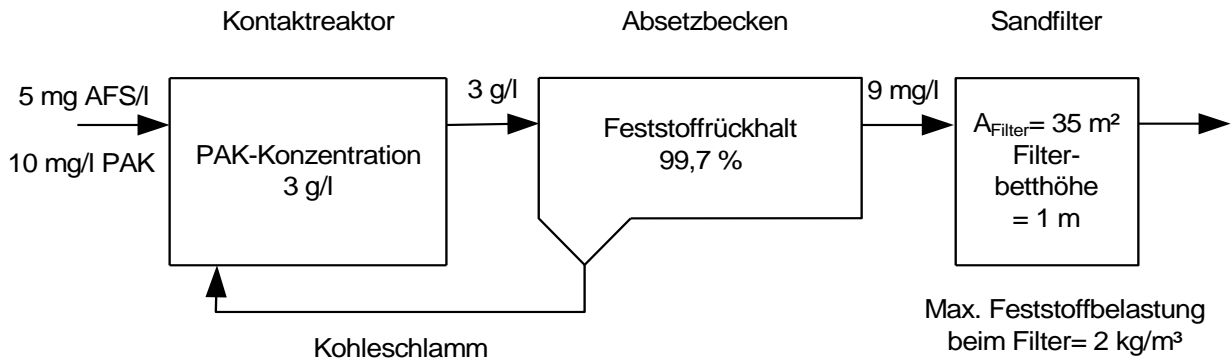 Kontaktreaktor
Absetzbecken
Sandfilter
5 mg AFS/l
10 mg/l PAK
PAK-Konzentration
3 g/l
3 g/l
Feststoffrückhalt
99,7 %
9 mg/l
A_Filter= 35 m²
Filter-
betthöhe
= 1 m
Kohleschlamm
Max. Feststoffbelastung
beim Filter= 2 kg/m³